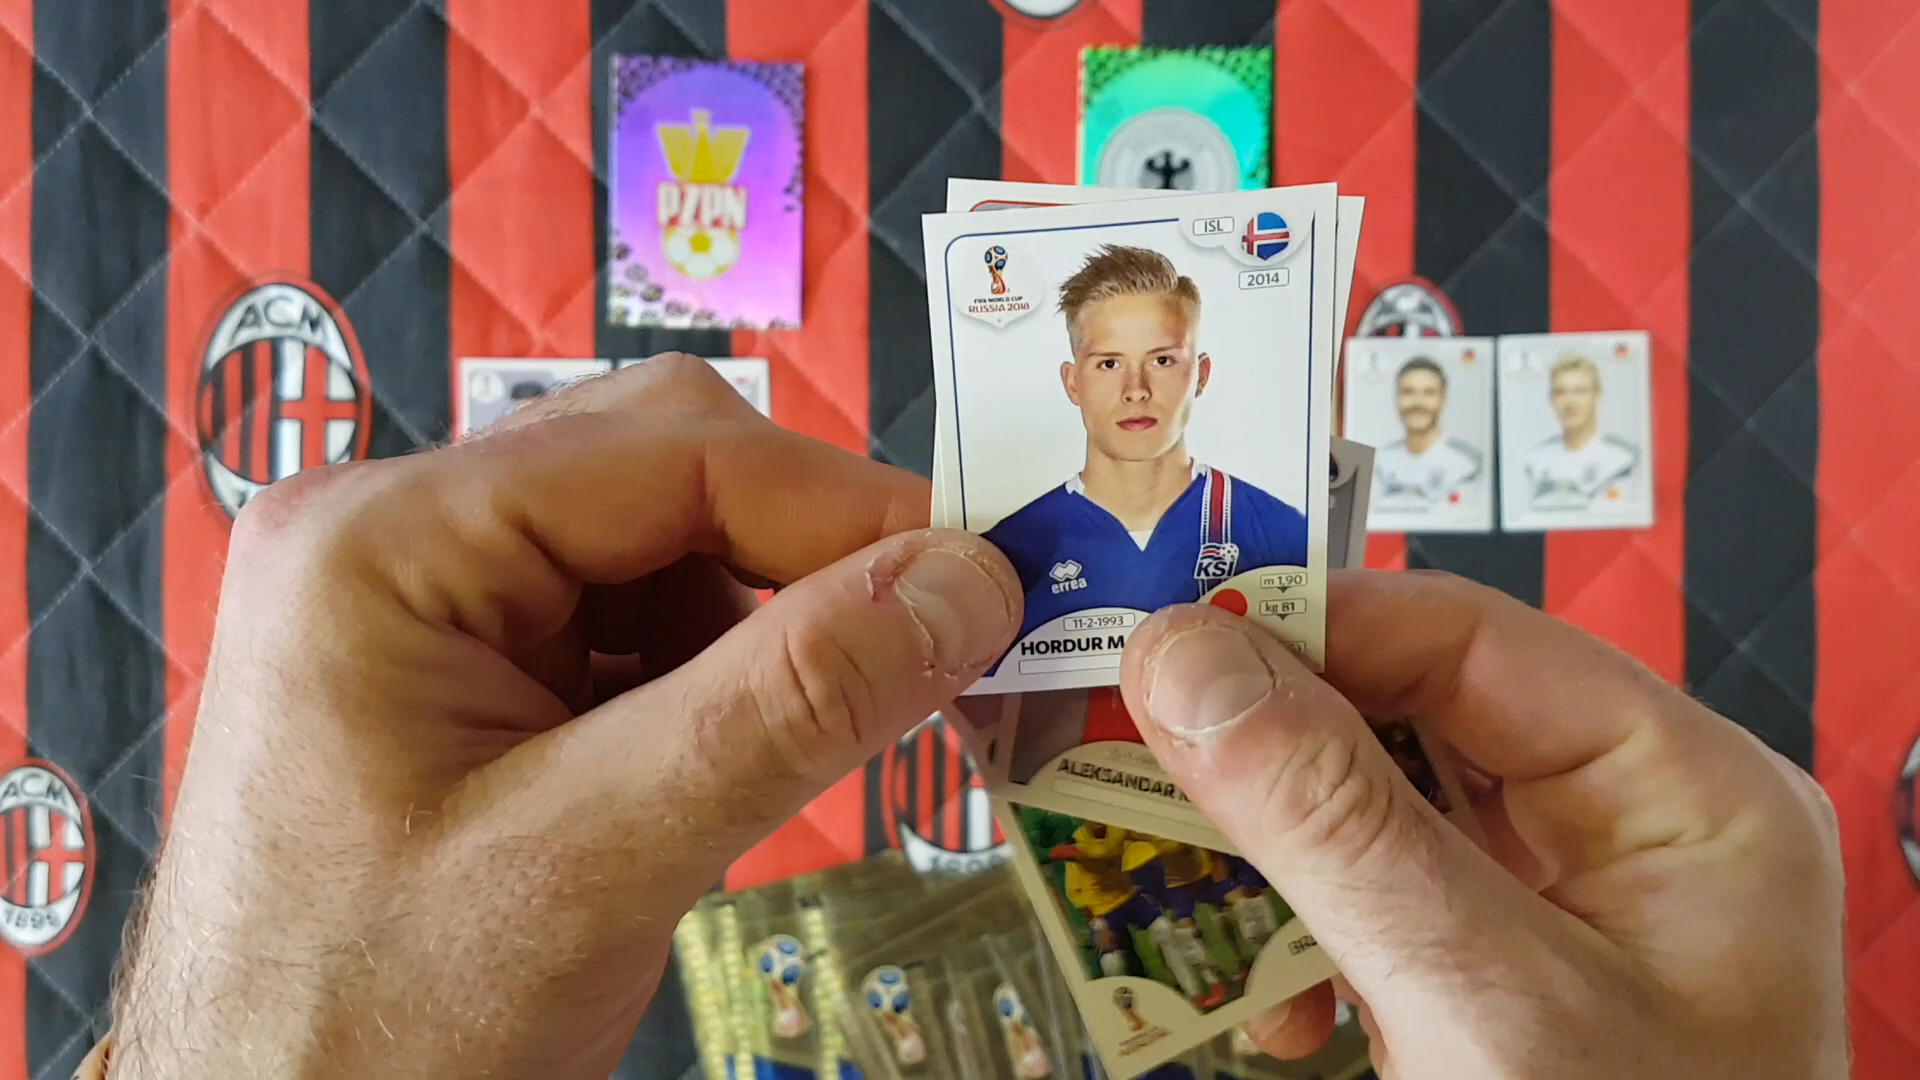 PZPN
ISL
2014
FIFA WORLD CUP
RUSSIA 2018
ACM
KSÍ
errea
m 1,90
kg 81
11-2-1993
HORDUR M
ALEKSANDAR
ACM
1899
1899